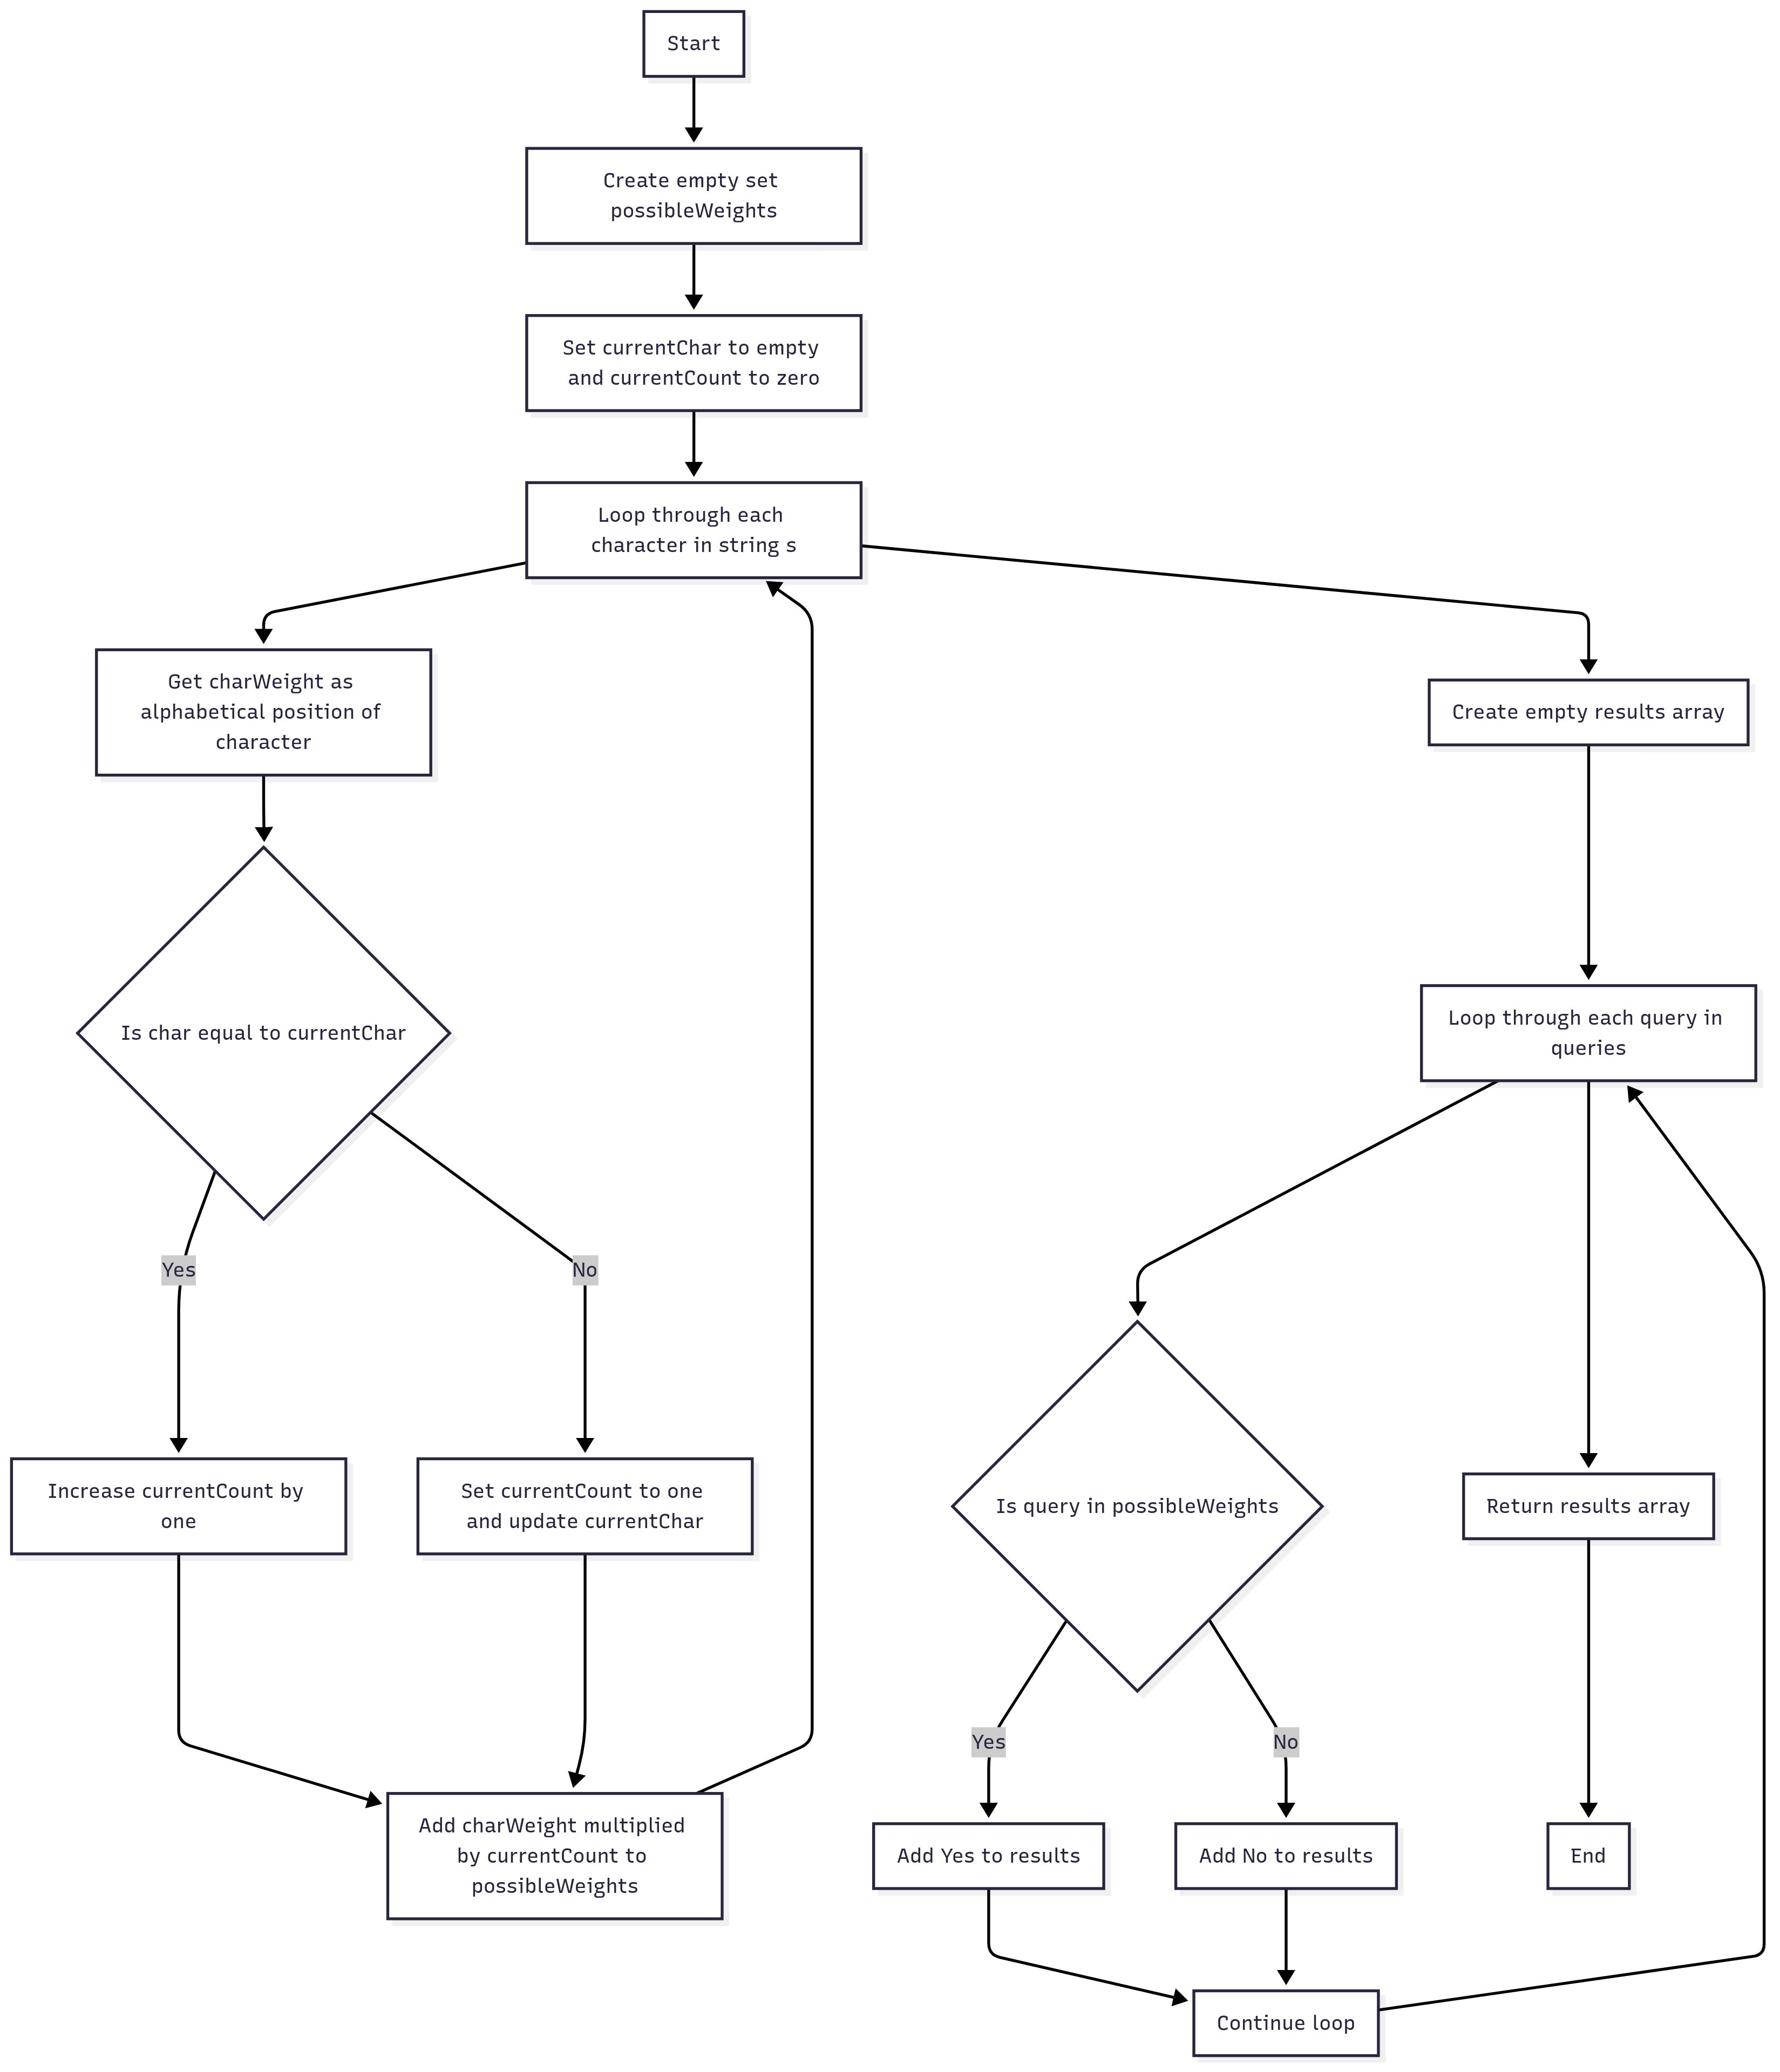 Start
Create empty set
possibleWeights
Set currentChar to empty
and currentCount to zero
Loop through each
character in string s
Get charWeight as
alphabetical position of
character
Create empty results array
Is char equal to currentChar
Loop through each query in
queries
Yes
No
Increase currentCount by
one
Set currentCount to one
and update currentChar
Is query in possibleWeights
Return results array
Yes
No
Add charWeight multiplied
by currentCount to
possibleWeights
Add Yes to results
Add No to results
End
Continue loop